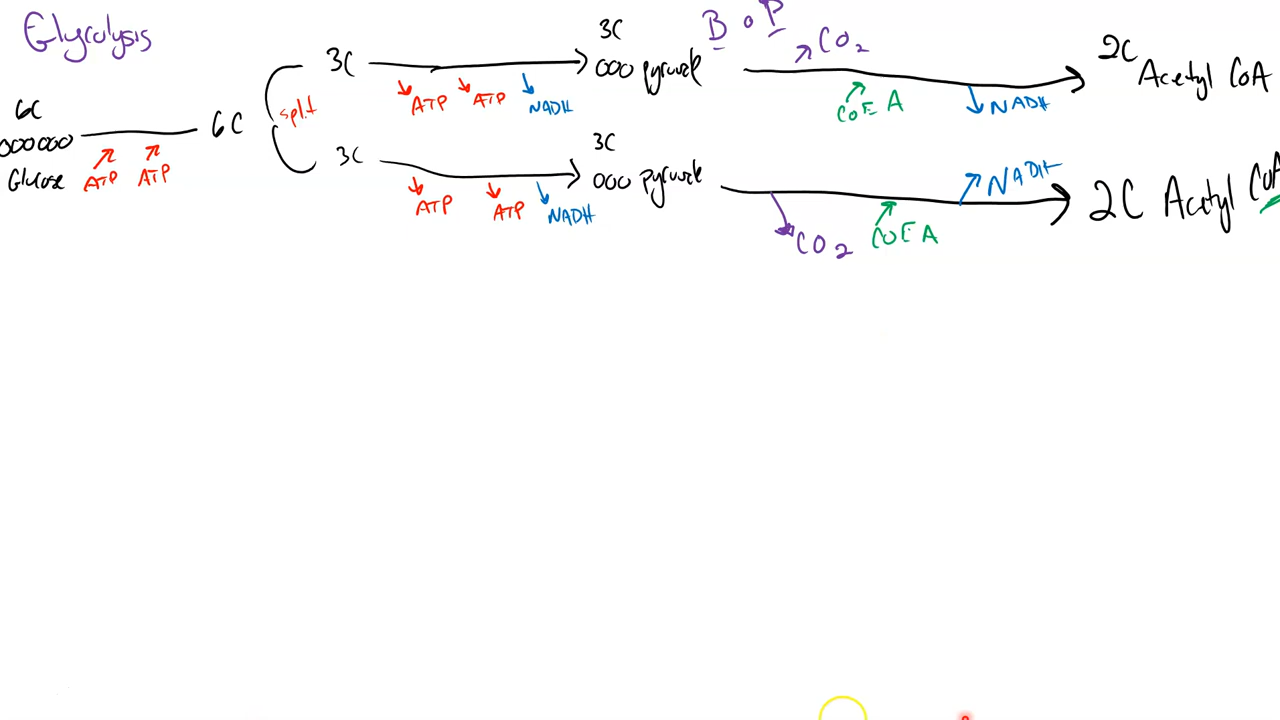 Glycolysis
B o P
6C
000000
Glucose
ATP
ATP
6C
split
3C
ATP
ATP
NADH
3C
000 pyruvate
CO2
COE A
NADH
2C
Acetyl COA
3C
ATP
ATP
NADH
3C
000 pyruvate
CO2
COE A
NADH
2C Acetyl COA